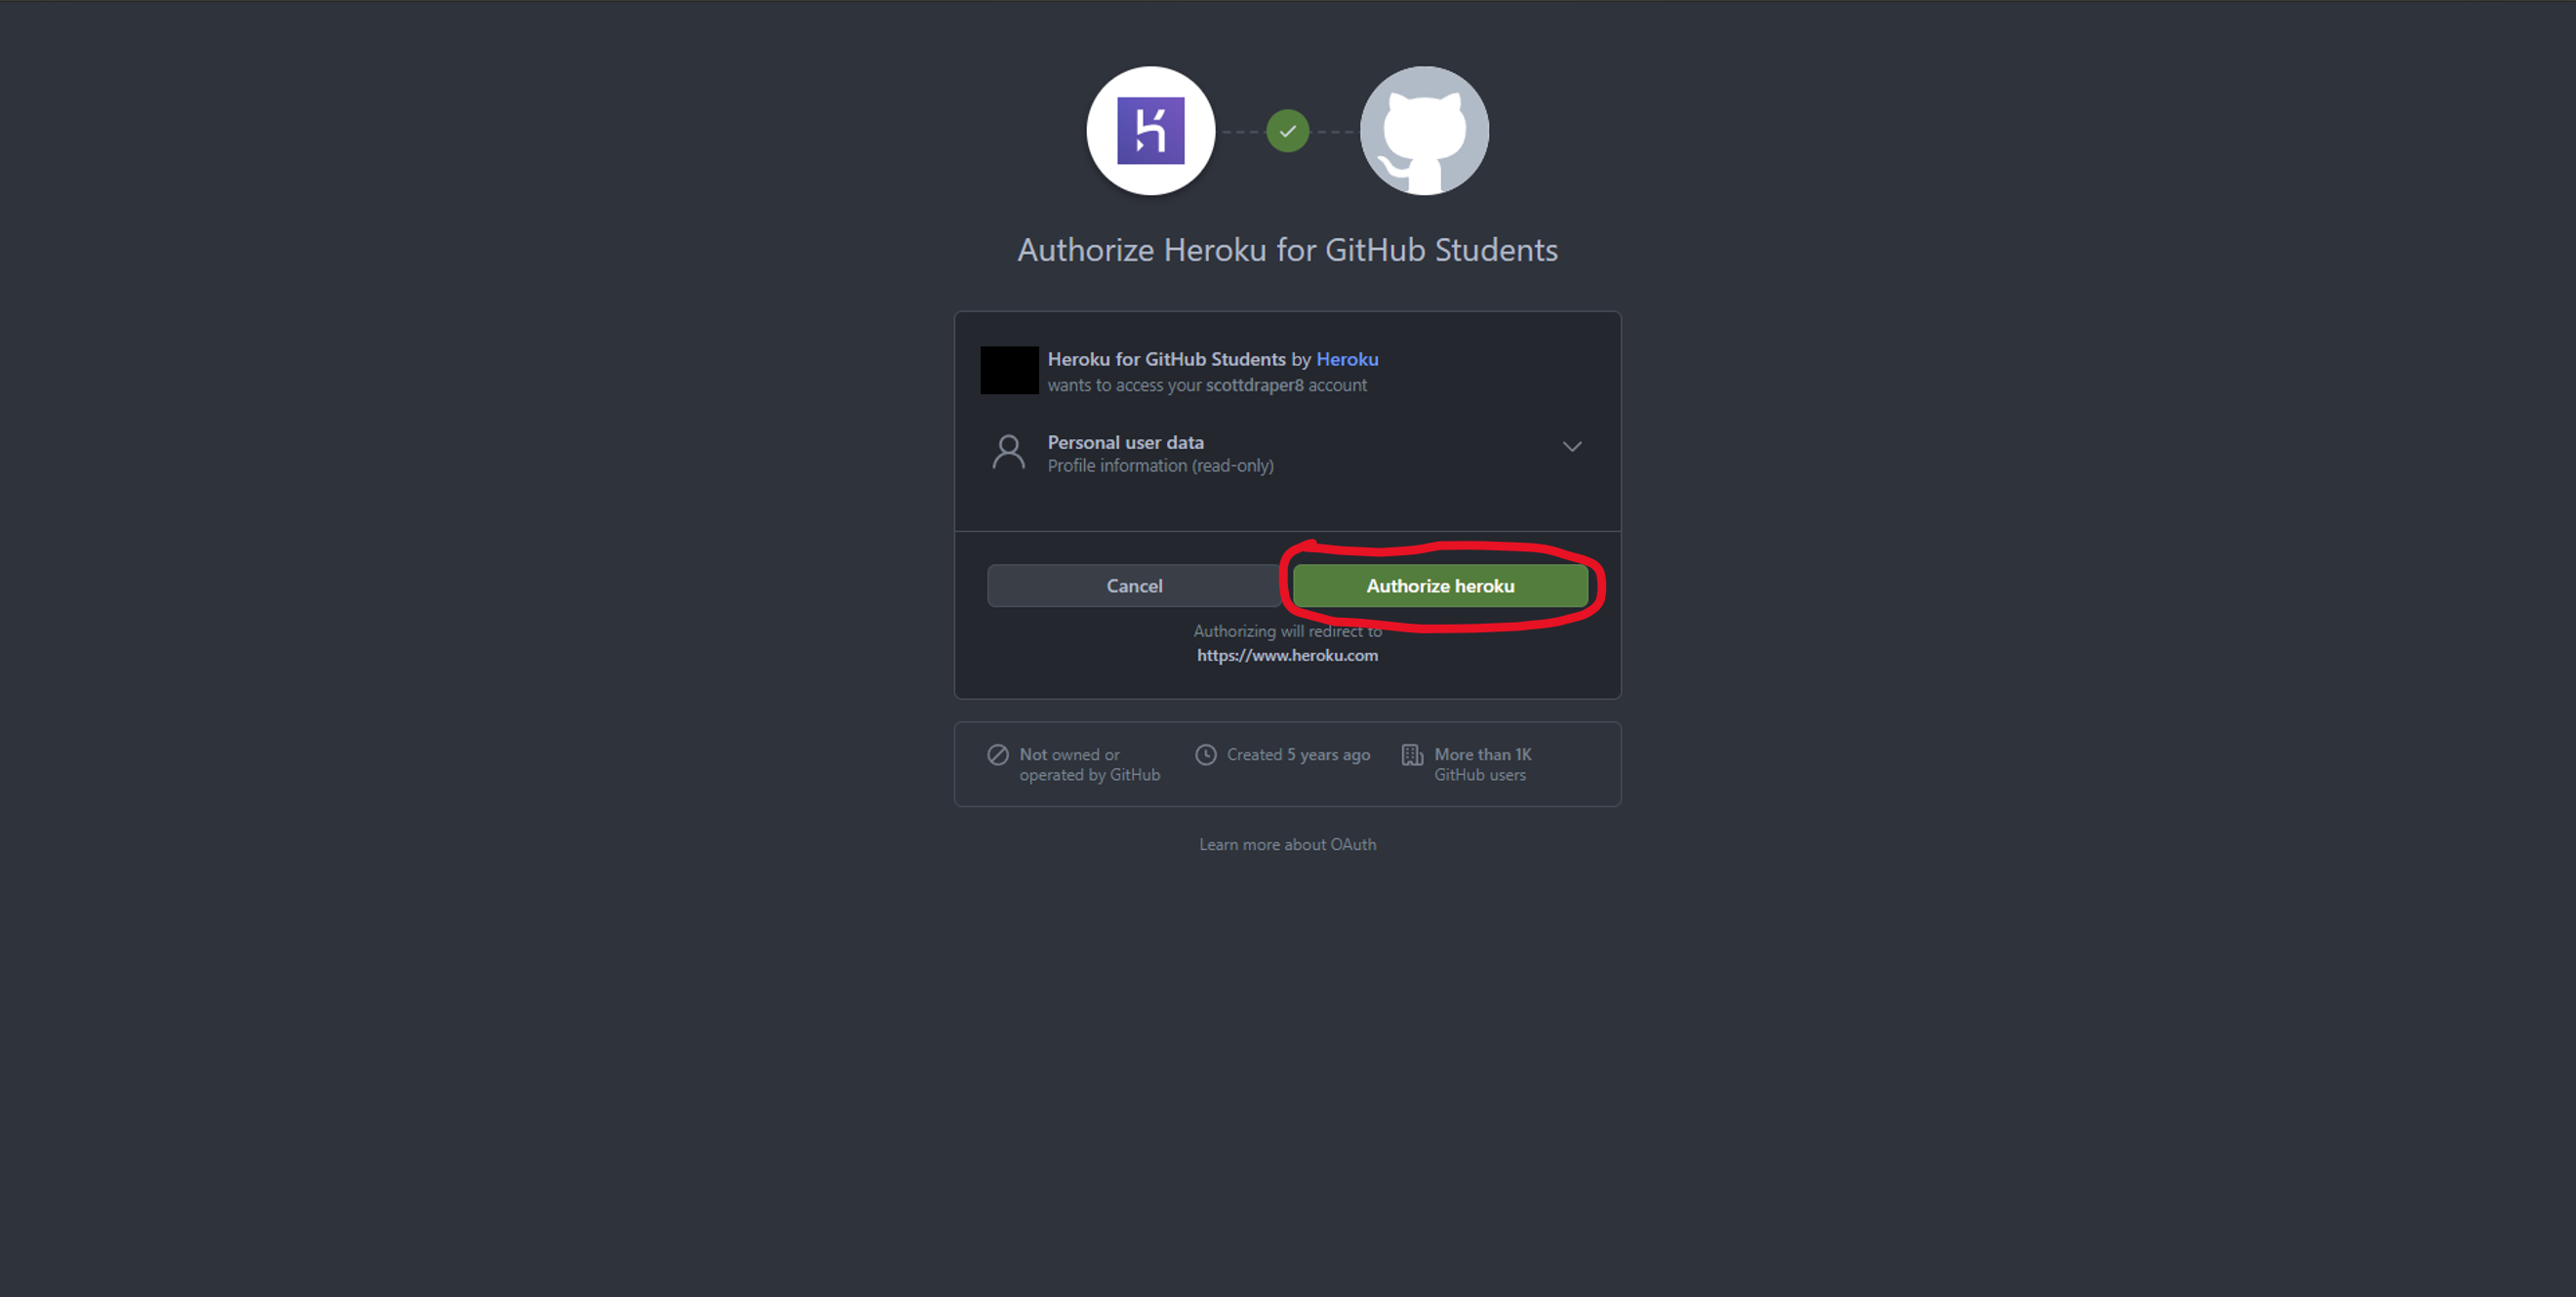 Authorize Heroku for GitHub Students
Heroku for GitHub Students by Heroku
wants to access your scottdraper8 account
Personal user data
Profile information (read-only)
Cancel
Authorize heroku
Authorizing will redirect to
https://www.heroku.com
Not owned or
operated by GitHub
Created 5 years ago
More than 1K
GitHub users
Learn more about OAuth